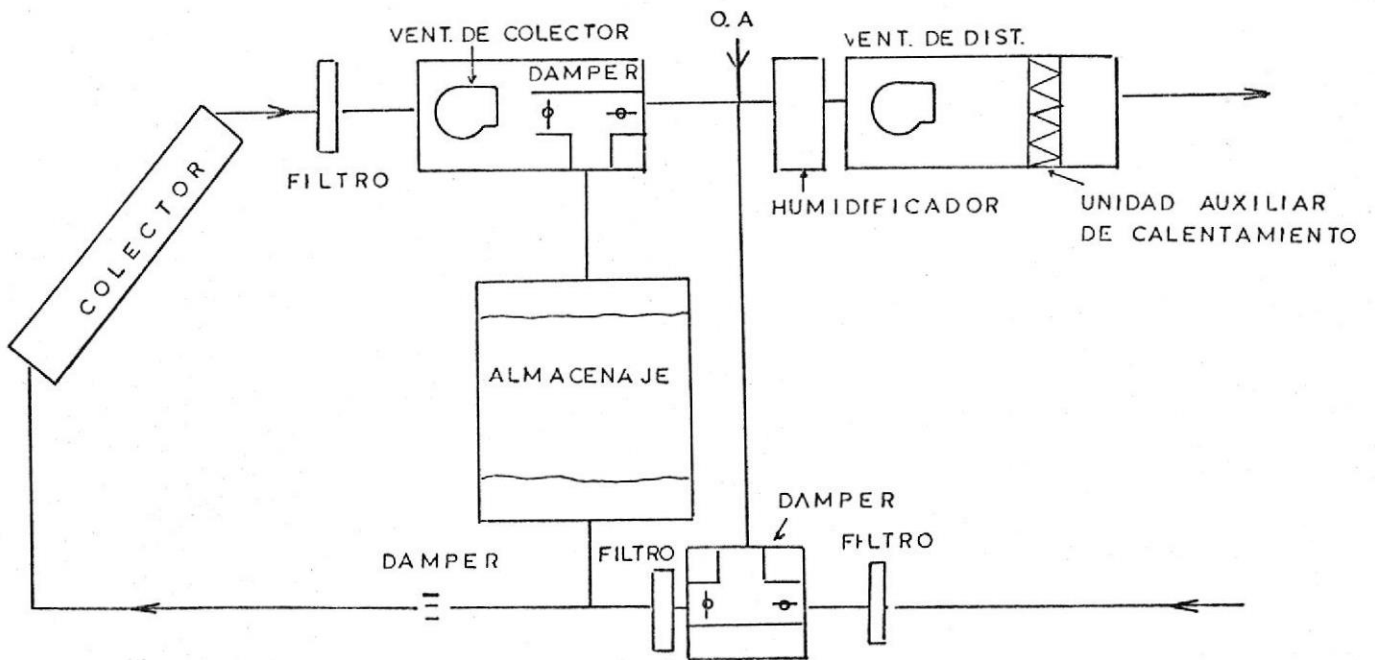 O.A
VENT. DE COLECTOR
VENT. DE DIST.
DAMPER
FILTRO
COLECTOR
HUMIDIFICADOR
UNIDAD AUXILIAR
DE CALENTAMIENTO
ALMACENAJE
DAMPER
FILTRO
DAMPER
FILTRO